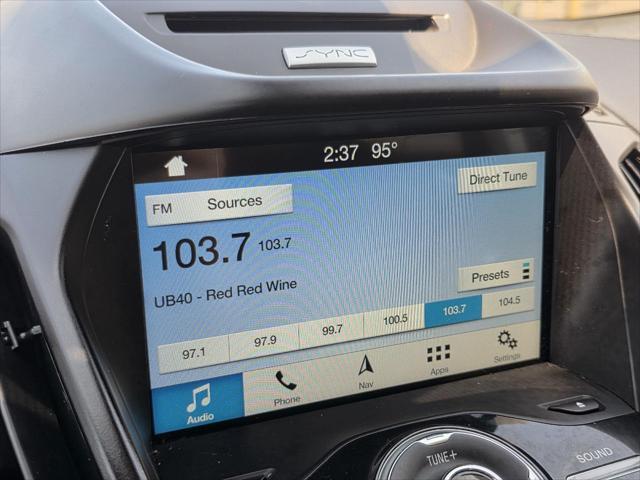 SYNC
2:37 95°
FM Sources
Direct Tune
103.7 103.7
Presets
UB40 - Red Red Wine
97.1 97.9 99.7 100.5 103.7 104.5
Audio Phone Nav Apps Settings
TUNE+
SOUND